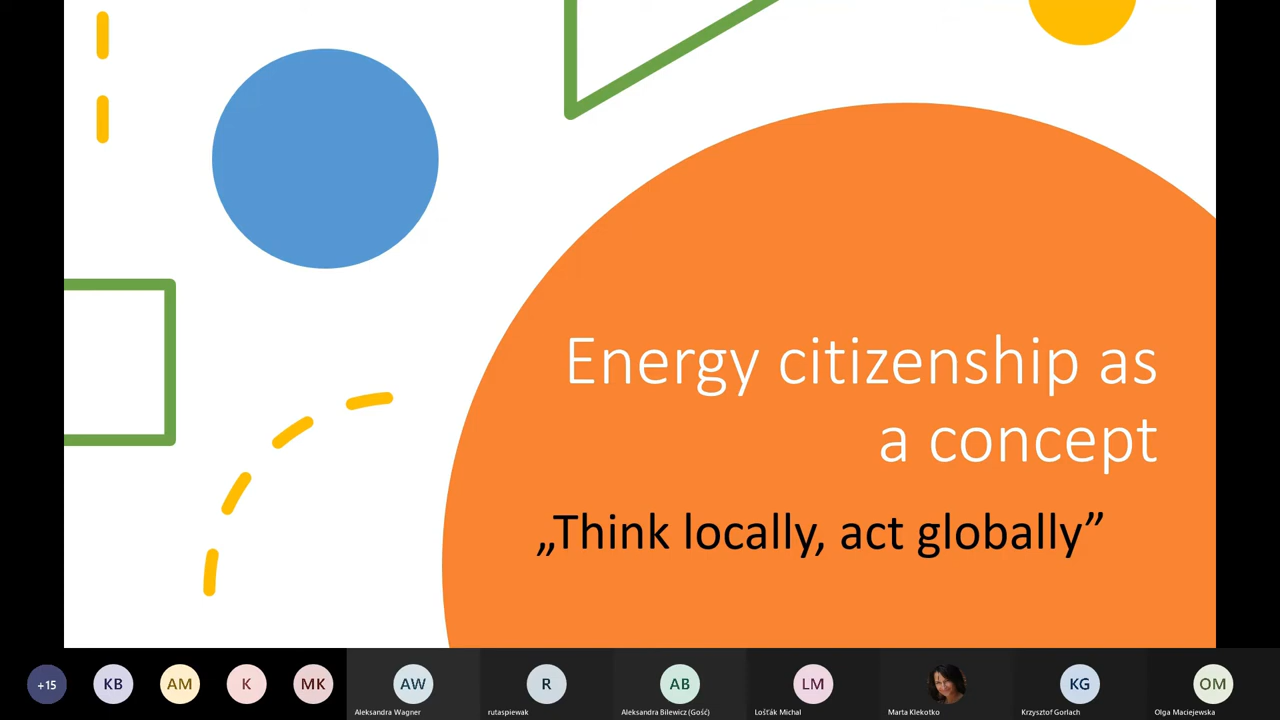 Energy citizenship as
a concept
„Think locally, act globally”
+15
KB
AM
K
MK
AW
R
AB
LM
KG
OM
Aleksandra Wagner
rutaspiewak
Aleksandra Bilewicz (Gość)
Lošťák Michal
Marta Klekotko
Krzysztof Gorlach
Olga Maciejewska